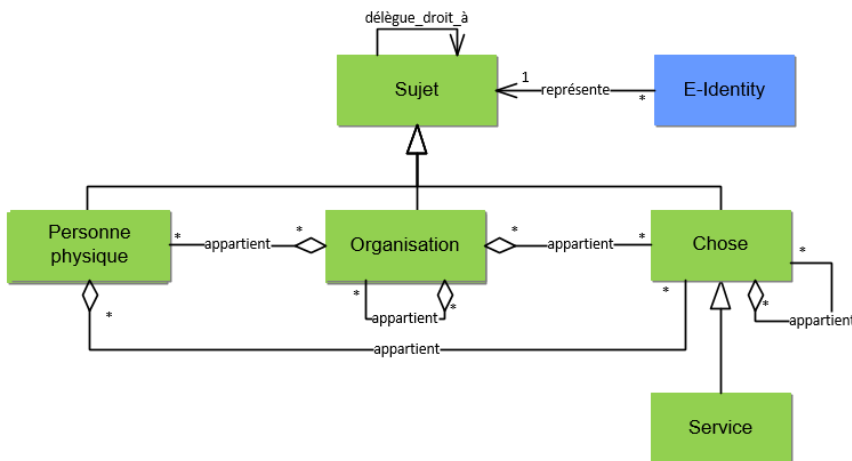 délègue_droit_à
Sujet
1
représente
*
E-Identity
Personne
physique
*
appartient
*
Organisation
*
appartient
*
Chose
*
*
*
appartient
*
*
*
appartient
appartient
Service